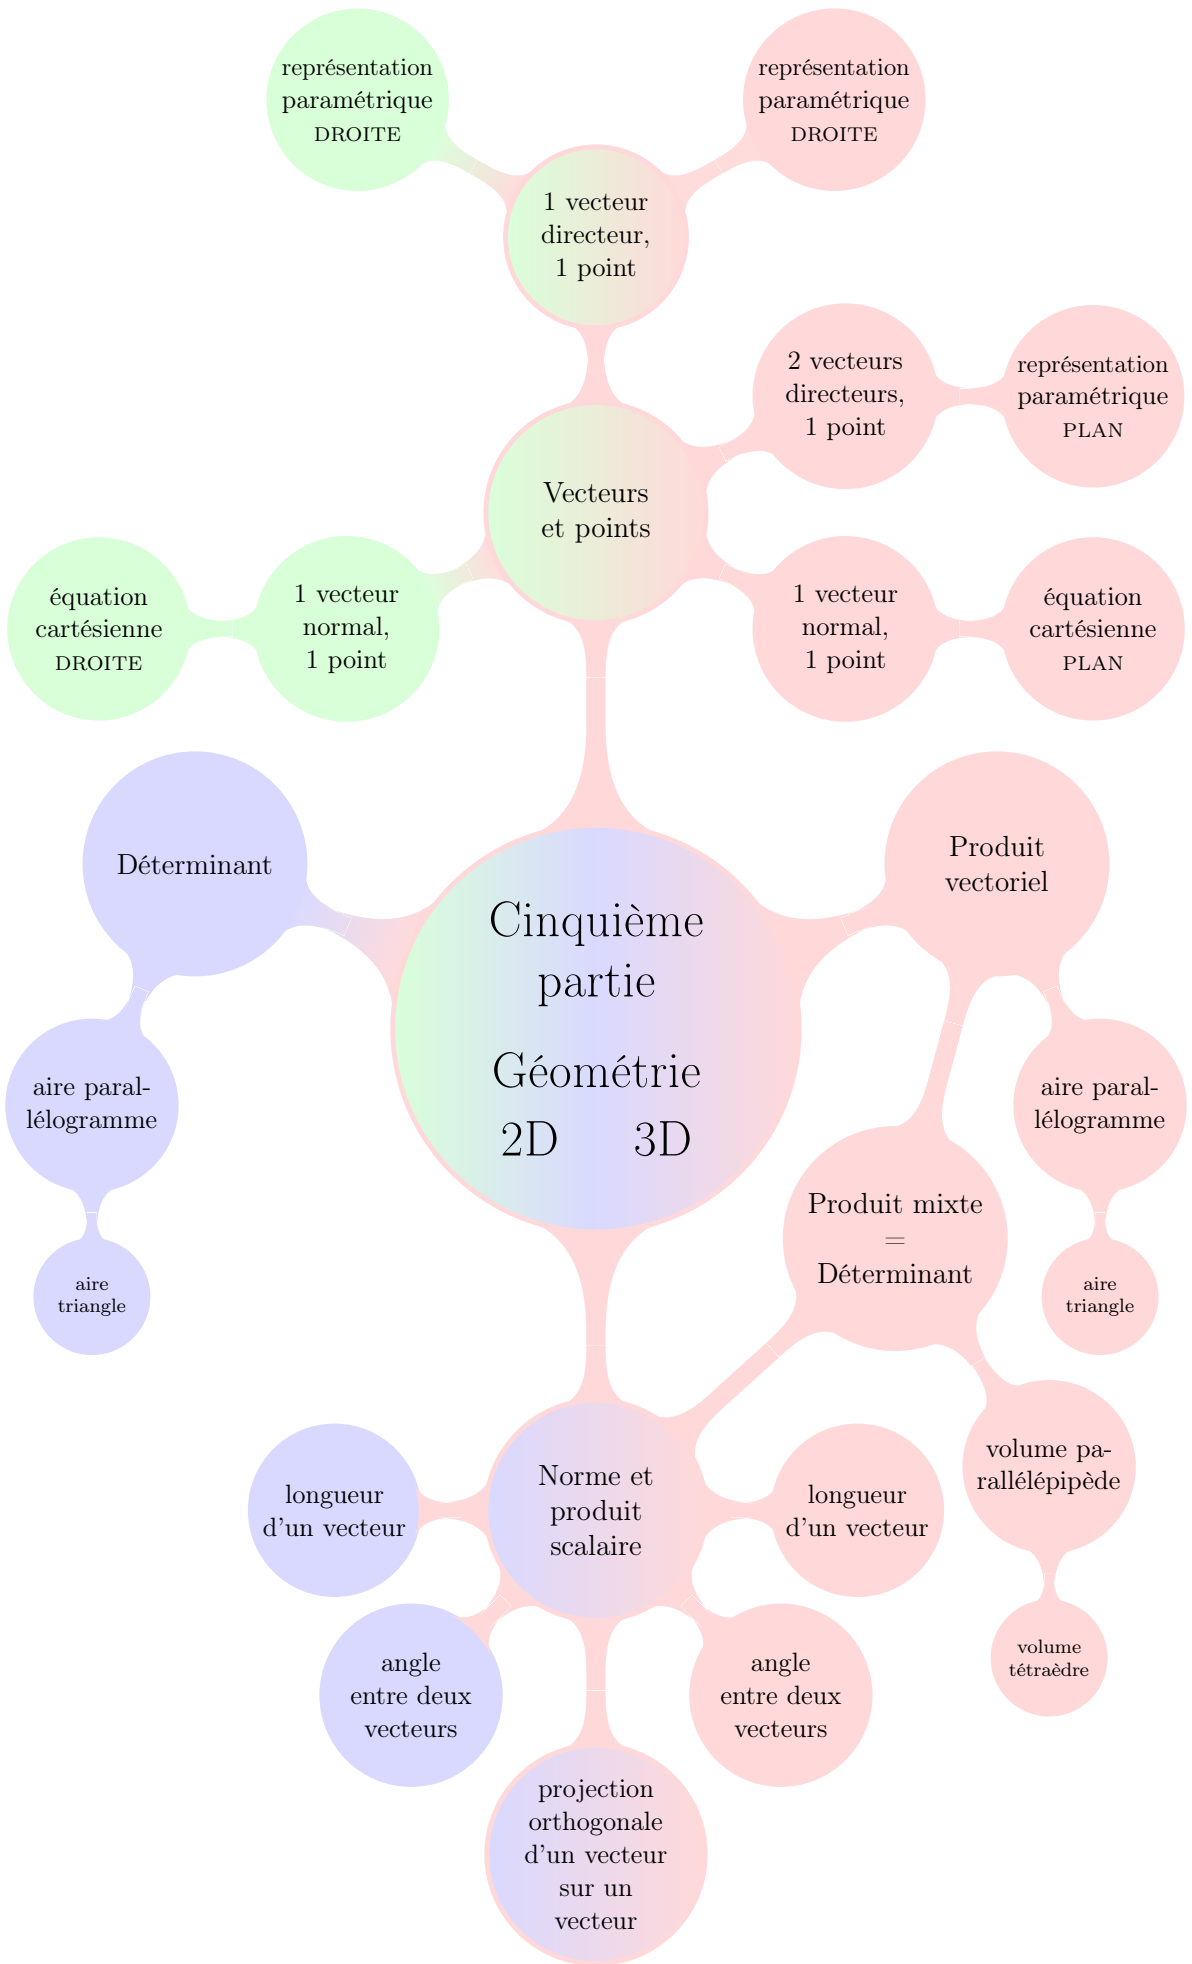 représentation
paramétrique
DROITE
représentation
paramétrique
DROITE
1 vecteur
directeur,
1 point
2 vecteurs
directeurs,
1 point
représentation
paramétrique
PLAN
Vecteurs
et points
équation
cartésienne
DROITE
1 vecteur
normal,
1 point
1 vecteur
normal,
1 point
équation
cartésienne
PLAN
Déterminant
Produit
vectoriel
Cinquième
partie
Géométrie
2D 3D
aire paral-
lélogramme
aire paral-
lélogramme
Produit mixte
=
Déterminant
aire
triangle
aire
triangle
Norme et
produit
scalaire
longueur
d'un vecteur
longueur
d'un vecteur
volume pa-
rallélépipède
angle
entre deux
vecteurs
angle
entre deux
vecteurs
volume
tétraèdre
projection
orthogonale
d'un vecteur
sur un
vecteur